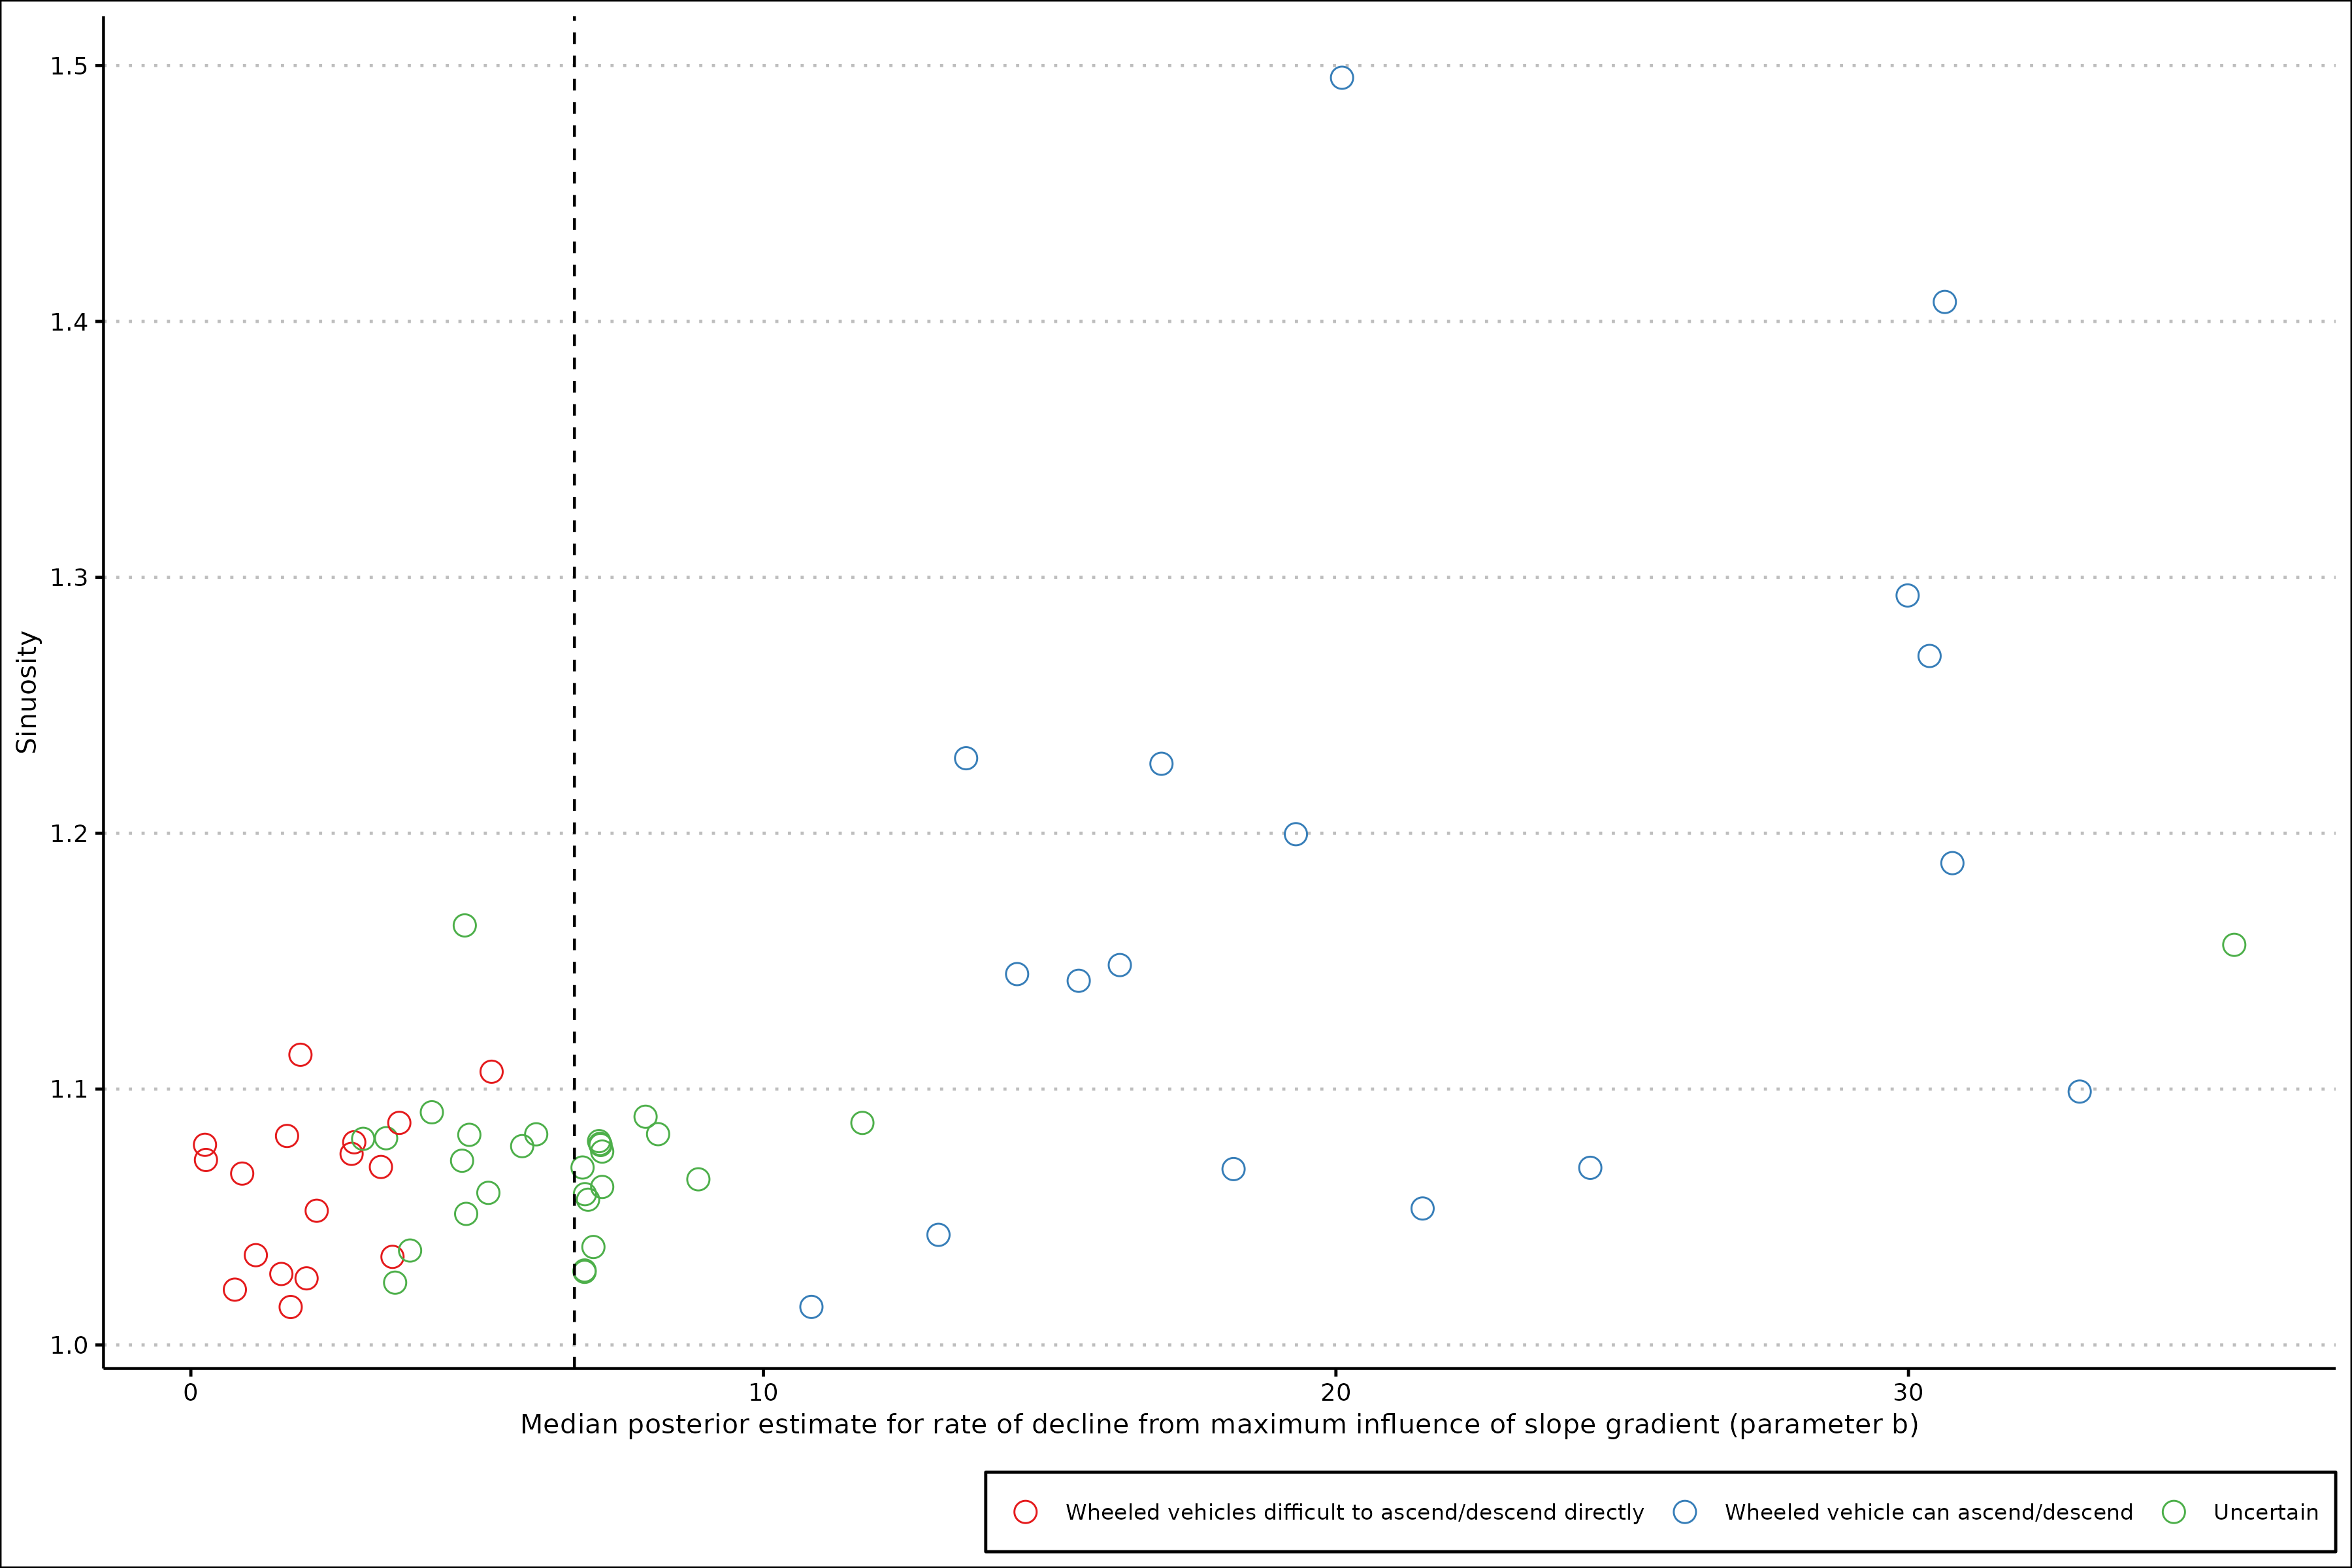 1.5
1.4
1.3
1.2
1.1
1.0
Sinuosity
0 10 20 30
Median posterior estimate for rate of decline from maximum influence of slope gradient (parameter b)
Wheeled vehicles difficult to ascend/descend directly Wheeled vehicle can ascend/descend Uncertain